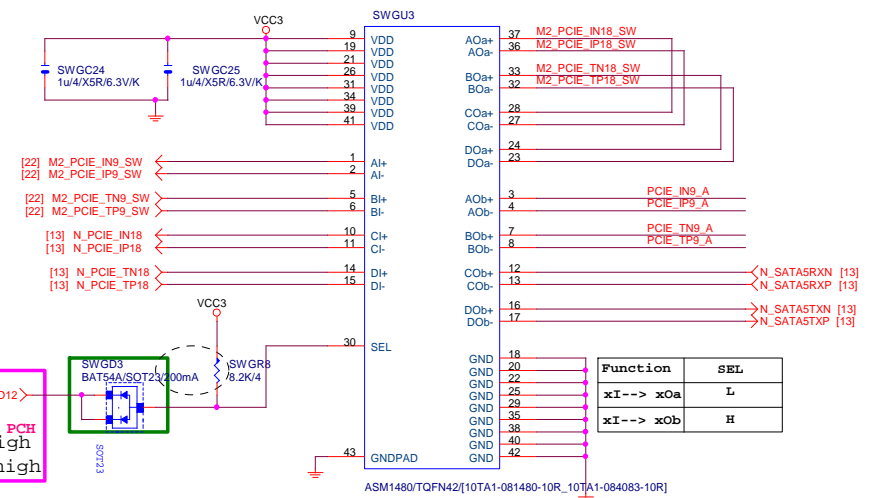 SWGU3
VCC3
9 VDD AOa+ 37 M2_PCIE_IN18_SW
19 VDD AOa- 36 M2_PCIE_IP18_SW
21 VDD
26 VDD BOa+ 33 M2_PCIE_TN18_SW
31 VDD BOa- 32 M2_PCIE_TP18_SW
34 VDD
39 VDD COa+ 28
41 VDD COa- 27
SWGC24
1u/4/X5R/6.3V/K
SWGC25
1u/4/X5R/6.3V/K
DOa+ 24
DOa- 23
[22] M2_PCIE_IN9_SW 1 AI+
[22] M2_PCIE_IP9_SW 2 AI-
[22] M2_PCIE_TN9_SW 5 BI+ AOb+ 3 PCIE_IN9_A
[22] M2_PCIE_TP9_SW 6 BI- AOb- 4 PCIE_IP9_A
[13] N_PCIE_IN18 10 CI+ BOb+ 7 PCIE_TN9_A
[13] N_PCIE_IP18 11 CI- BOb- 8 PCIE_TP9_A
[13] N_PCIE_TN18 14 DI+ COb+ 12 N_SATA5RXN [13]
[13] N_PCIE_TP18 15 DI- COb- 13 N_SATA5RXP [13]
DOb+ 16 N_SATA5TXN [13]
DOb- 17 N_SATA5TXP [13]
VCC3
30 SEL
SWGR8
8.2K/4
SWGD3
BAT54A/SOT23/200mA
SOT23
O12
PCH
igh
high
GND 18
GND 20
GND 22
GND 25
GND 29
GND 35
GND 38
GND 40
GND 42
43 GNDPAD
Function SEL
xI--> xOa L
xI--> xOb H
ASM1480/TQFN42/[10TA1-081480-10R_10TA1-084083-10R]